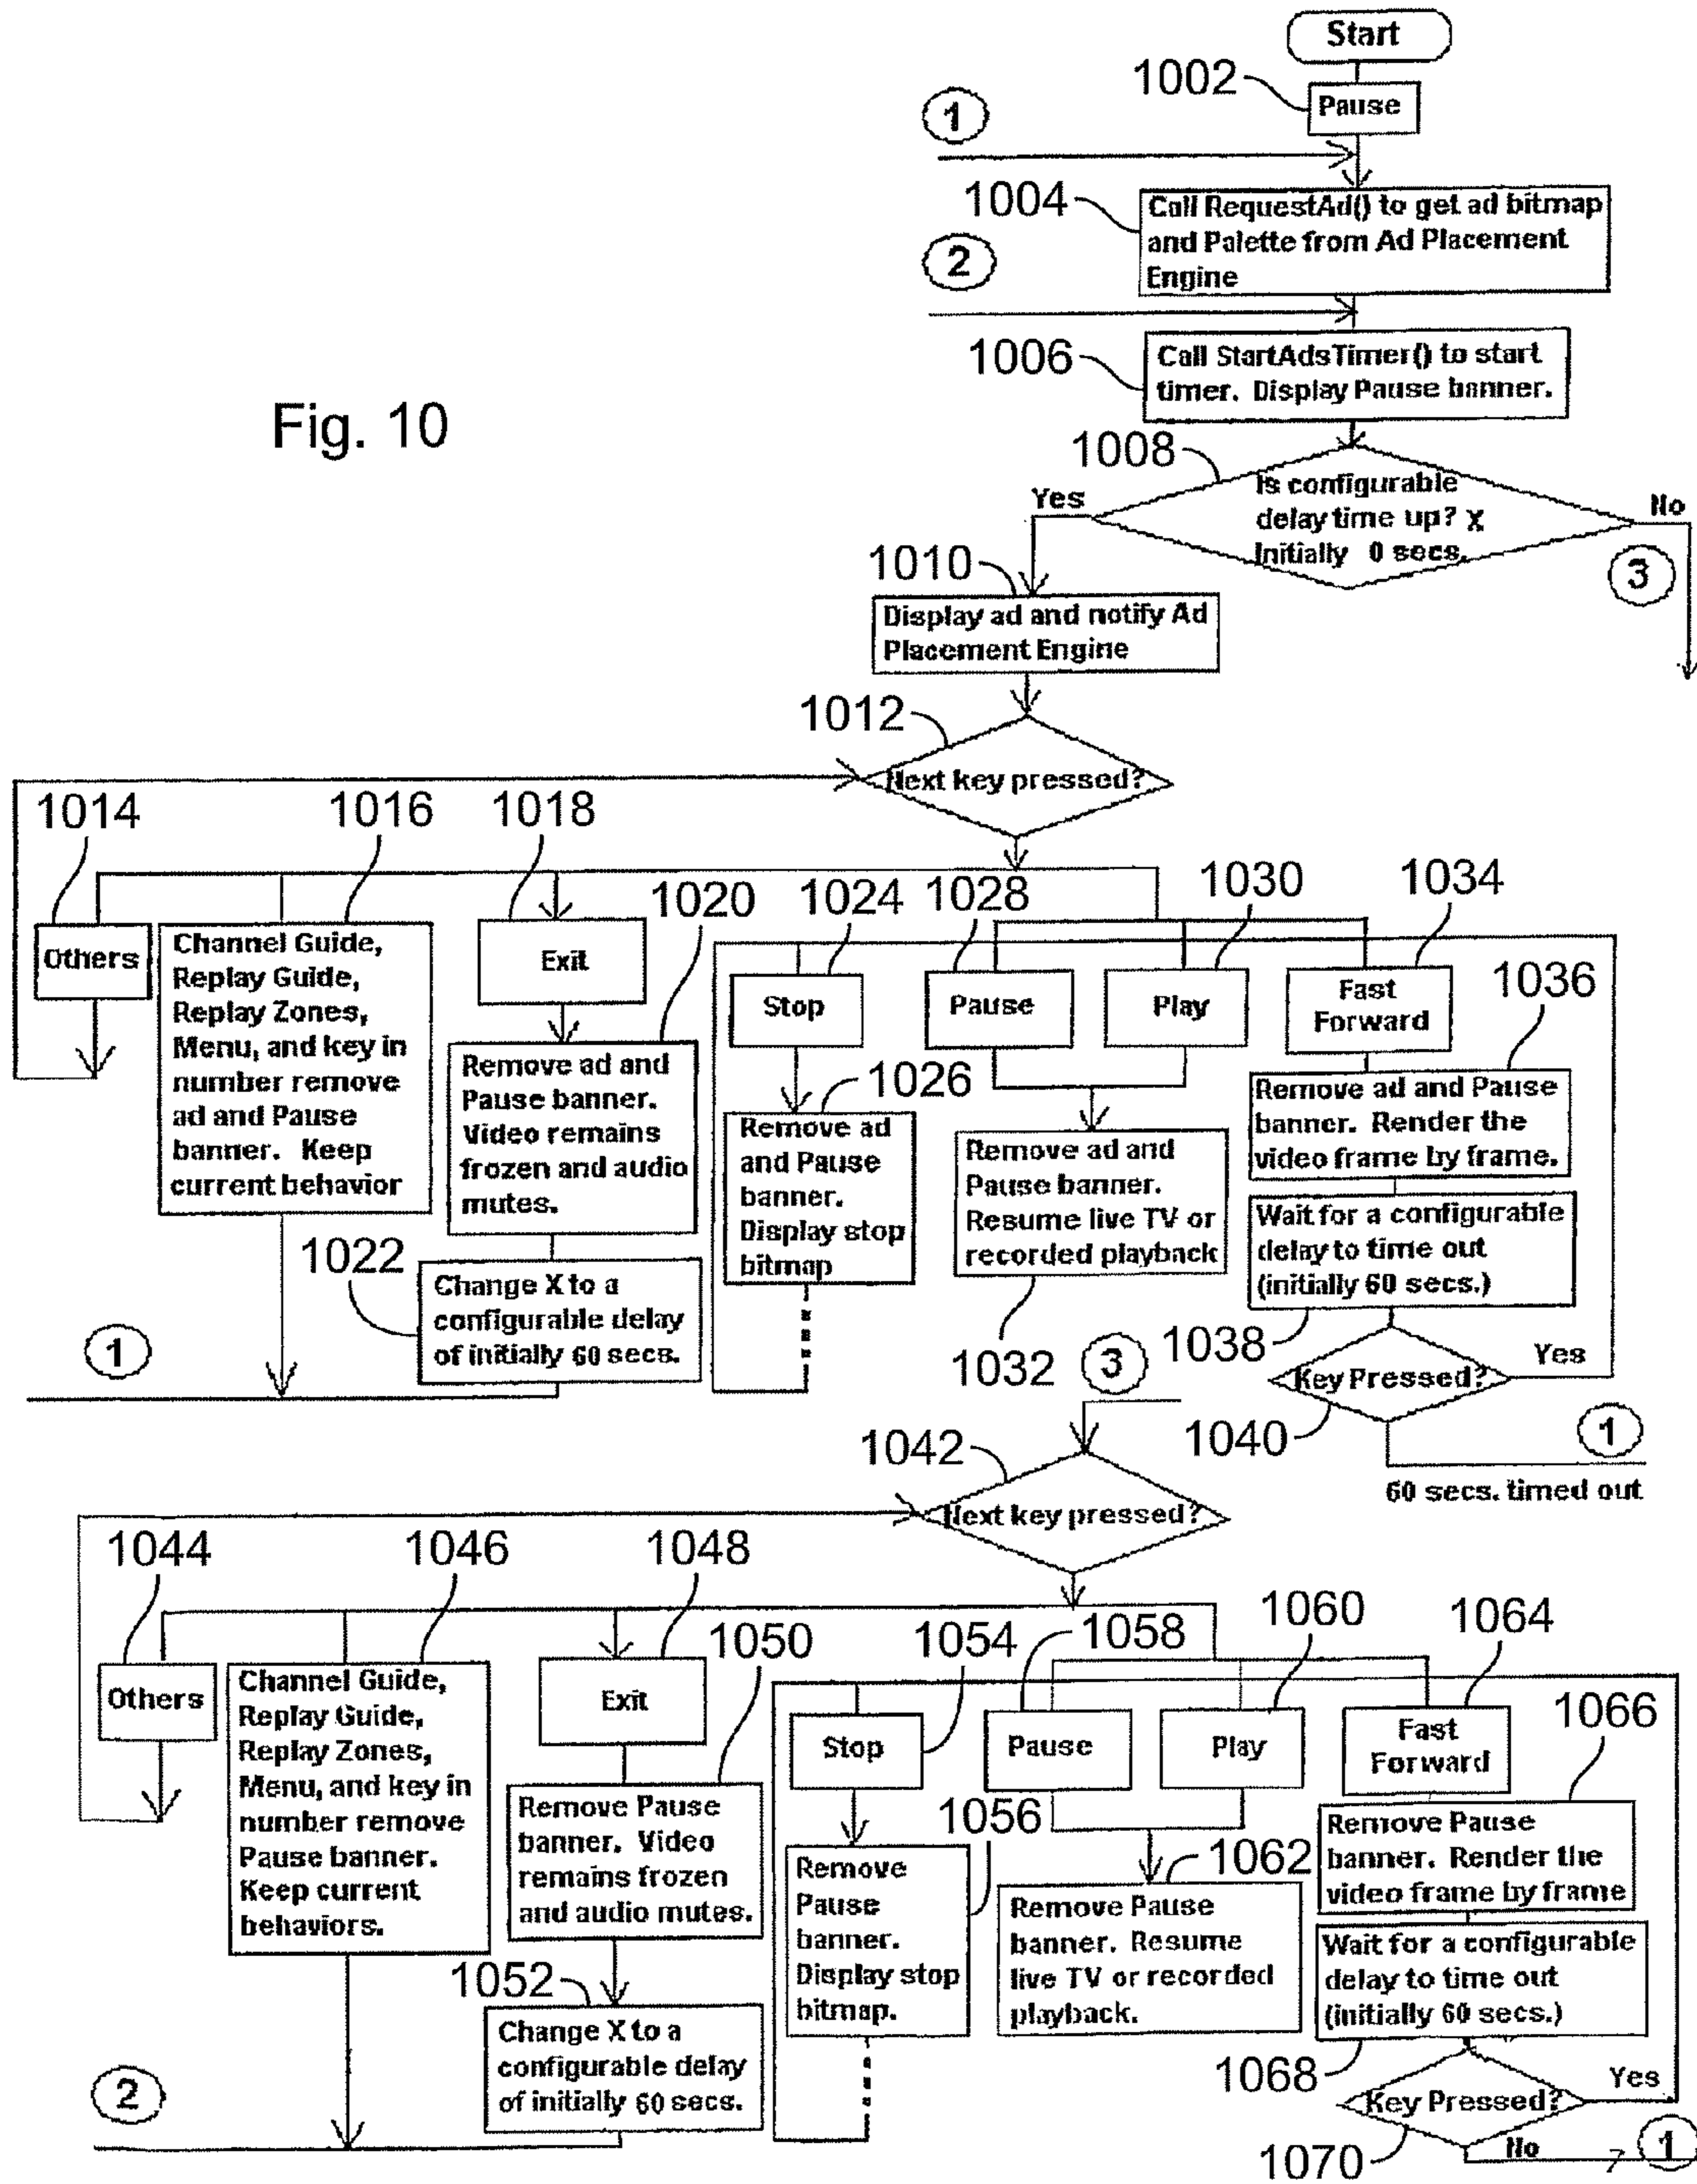 Start
1002
Pause
1
1004
Call RequestAd() to get ad bitmap
and Palette from Ad Placement
Engine
2
1006
Call StartAdsTimer() to start
timer. Display Pause banner.
Fig. 10
1008
Is configurable
delay time up? X
Initially 0 secs.
Yes
No
3
1010
Display ad and notify Ad
Placement Engine
1012
Next key pressed?
1014
1016
1018
1020
1024
1028
1030
1034
1036
Others
Channel Guide,
Replay Guide,
Replay Zones,
Menu, and key in
number remove
ad and Pause
banner. Keep
current behavior
Exit
Remove ad and
Pause banner.
Video remains
frozen and audio
mutes.
1022
Change X to a
configurable delay
of initially 60 secs.
1
Stop
1026
Remove ad
and Pause
banner.
Display stop
bitmap
Pause
Play
Remove ad and
Pause banner.
Resume live TV or
recorded playback
1032
Fast
Forward
Remove ad and Pause
banner. Render the
video frame by frame.
Wait for a configurable
delay to time out
(initially 60 secs.)
1038
Key Pressed?
Yes
1040
1
60 secs. timed out
3
1042
Next key pressed?
1044
1046
1048
1050
1054
1058
1060
1064
1066
Others
Channel Guide,
Replay Guide,
Replay Zones,
Menu, and key in
number remove
Pause banner.
Keep current
behaviors.
Exit
Remove Pause
banner. Video
remains frozen
and audio mutes.
1052
Change X to a
configurable delay
of initially 60 secs.
2
Stop
1056
Remove
Pause
banner.
Display stop
bitmap.
Pause
Play
1062
Remove Pause
banner. Resume
live TV or recorded
playback.
Fast
Forward
Remove Pause
banner. Render the
video frame by frame
Wait for a configurable
delay to time out
(initially 60 secs.)
1068
Key Pressed?
Yes
1070
No
1